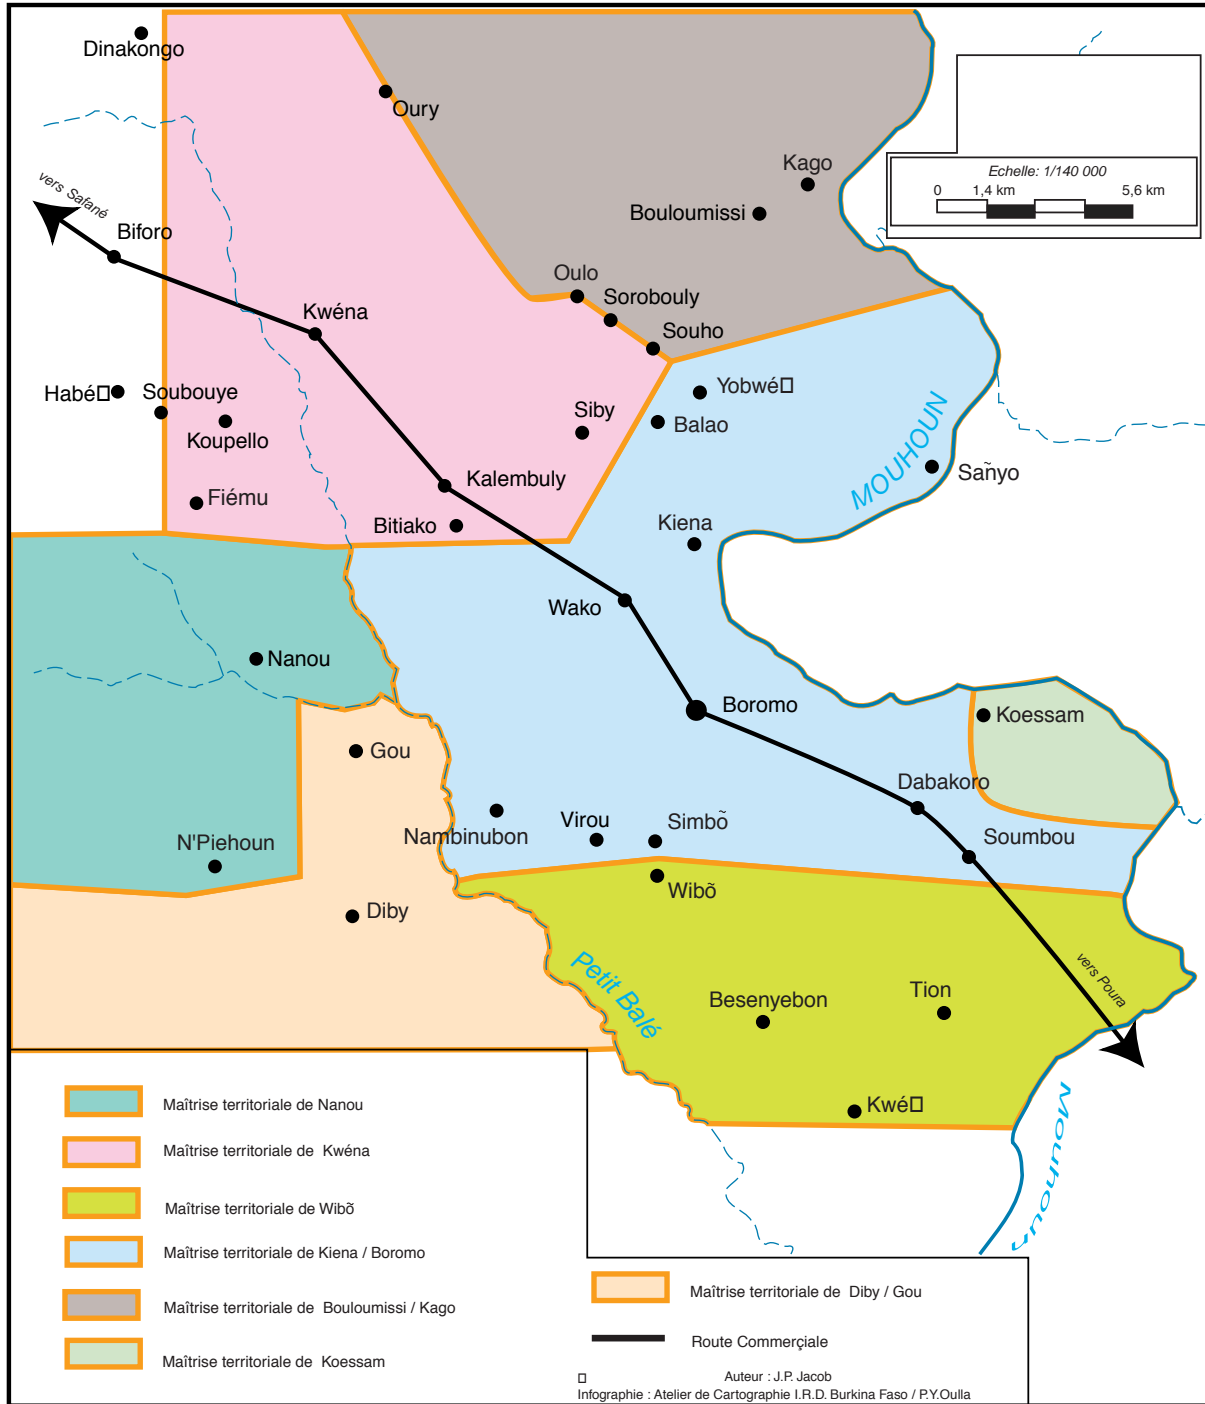 Dinakongo
Oury
Kago
Echelle: 1/140 000
0 1,4 km 5,6 km
vers Safané
Bouloumissi
Biforo
Oulo
Sorobouly
Kwéna
Souho
Habé
Soubouye
Yobwé
Siby
Balao
Koupello
MOUHOUN
Sañyo
Kalembuly
Fiému
Bitiako
Kiena
Wako
Nanou
Boromo
Koessam
Gou
Dabakoro
Nambinubon
Virou
Simbõ
Soumbou
N'Piehoun
Wibõ
Diby
Petit Balé
vers Poura
Besenyebon
Tion
Kwé
Mouhoun
Maîtrise territoriale de Nanou
Maîtrise territoriale de Kwéna
Maîtrise territoriale de Wibõ
Maîtrise territoriale de Kiena / Boromo
Maîtrise territoriale de Bouloumissi / Kago
Maîtrise territoriale de Koessam
Maîtrise territoriale de Diby / Gou
Route Commerçiale
Auteur : J.P. Jacob
Infographie : Atelier de Cartographie I.R.D. Burkina Faso / P.Y.Oulla